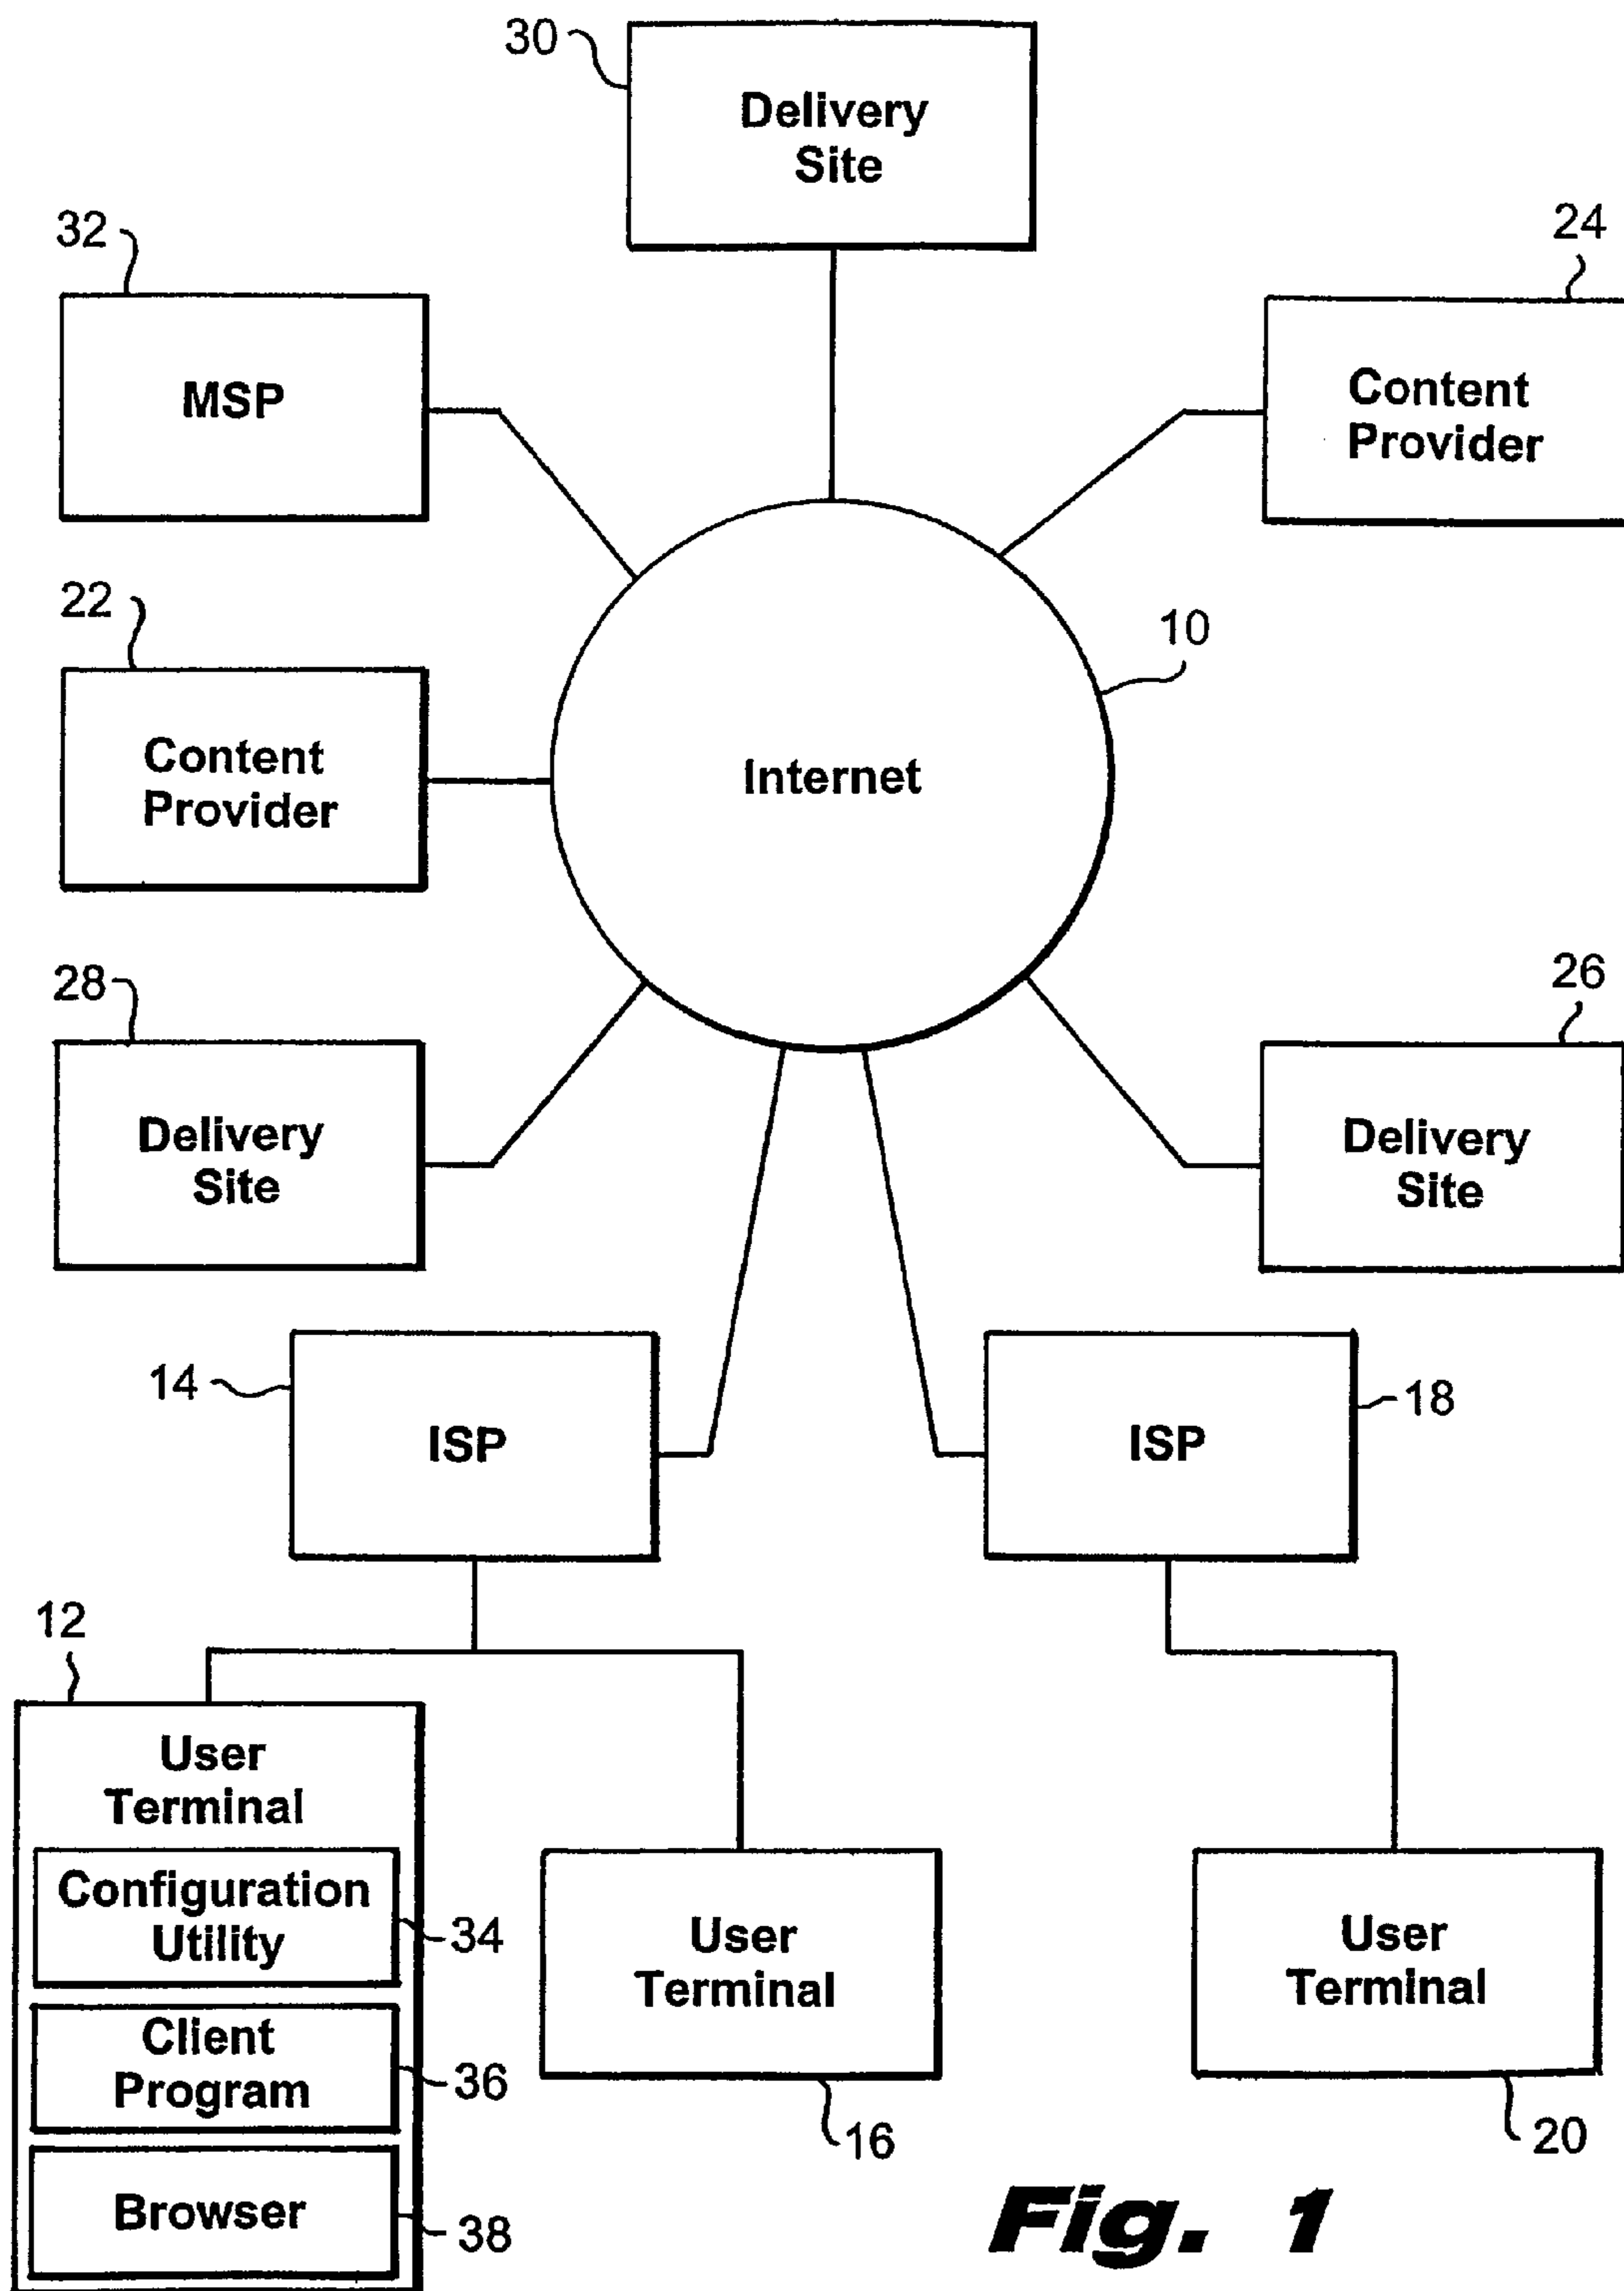 30
Delivery
Site
32
MSP
24
Content
Provider
22
Content
Provider
10
Internet
28
Delivery
Site
26
Delivery
Site
14
ISP
18
ISP
12
User
Terminal
Configuration
Utility
34
Client
Program
36
Browser
38
User
Terminal
16
User
Terminal
20
Fig. 1